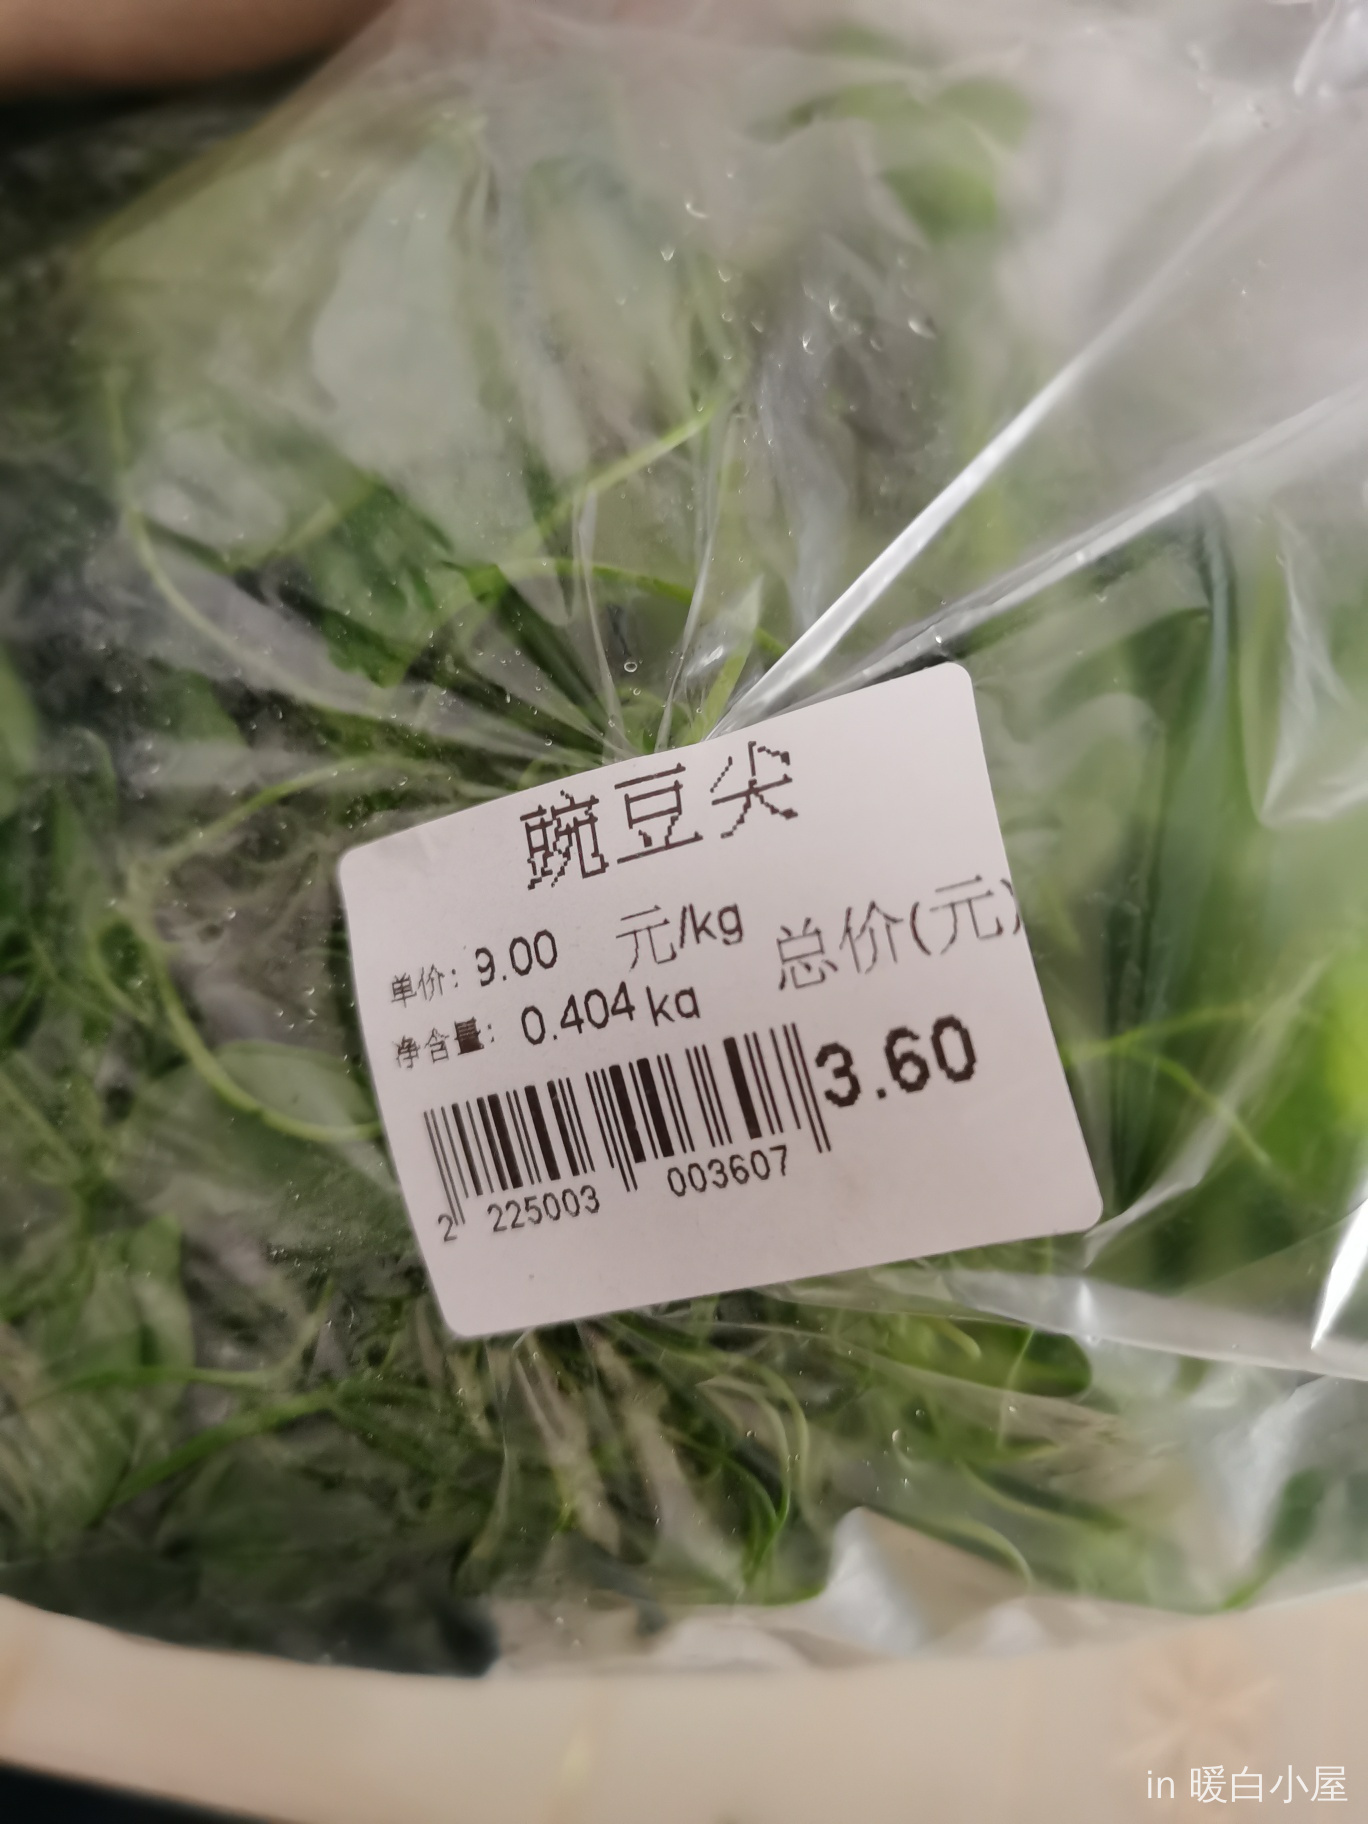 豌豆尖
单价：9.00 元/kg
总价(元)
净含量：0.404 kg
3.60
2 225003 003607
in 暖白小屋